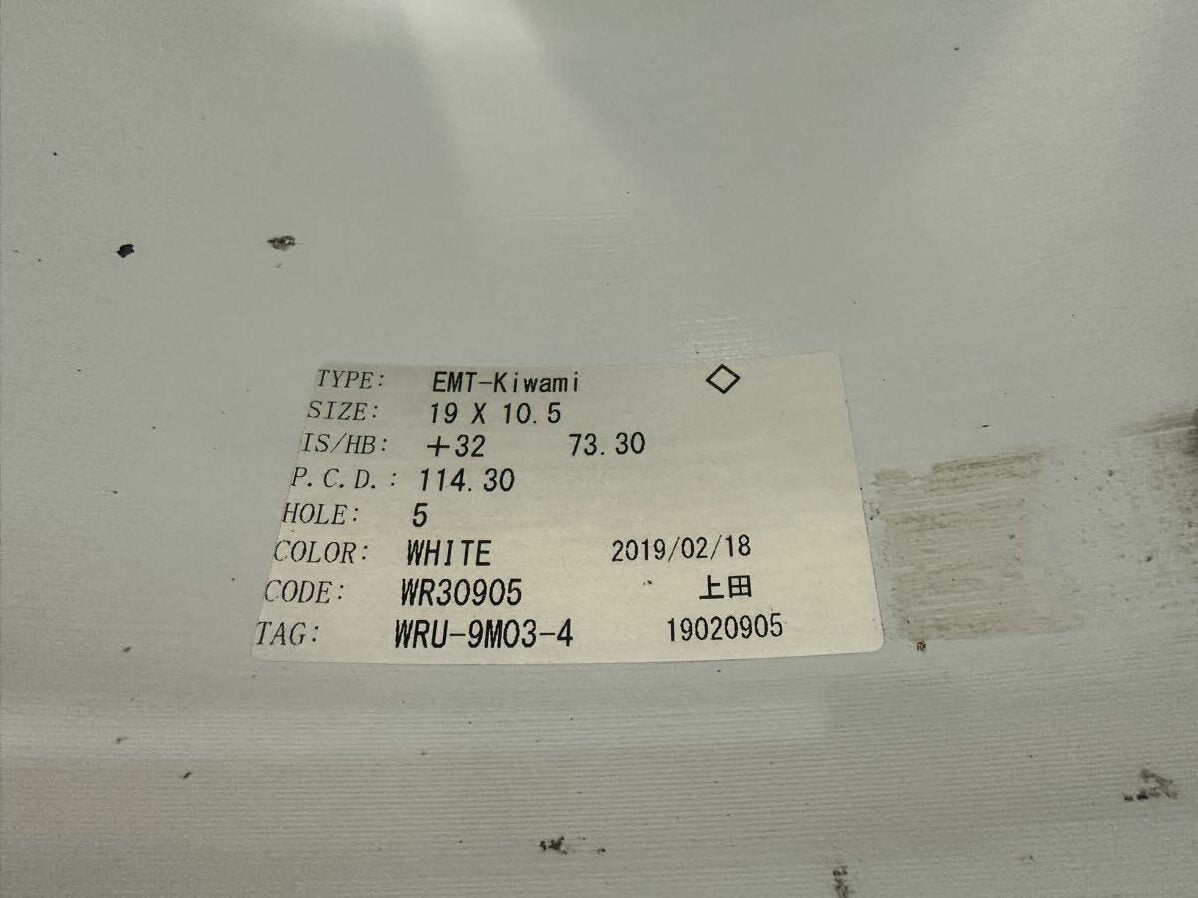 TYPE: EMT-Kiwami ◇
SIZE: 19 X 10.5
IS/HB: +32 73.30
P.C.D.: 114.30
HOLE: 5
COLOR: WHITE 2019/02/18
CODE: WR30905 上田
TAG: WRU-9M03-4 19020905